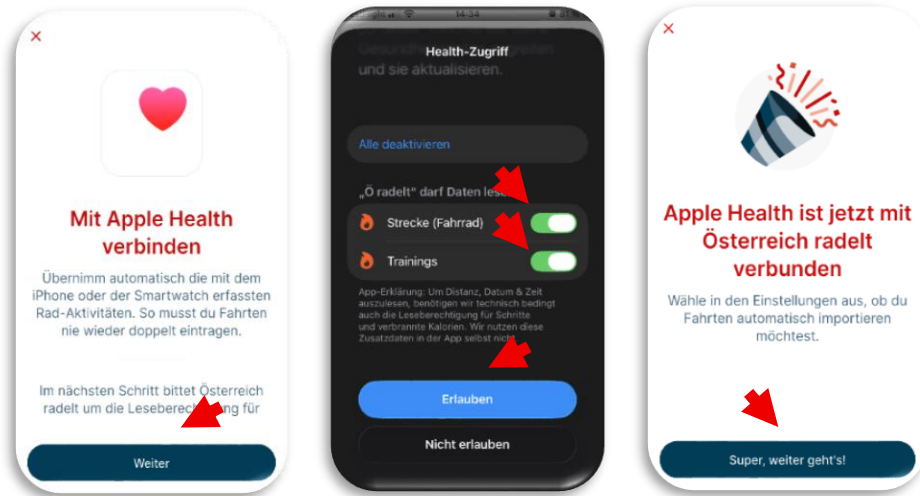 Mit Apple Health
verbinden
Übernimm automatisch die mit dem
iPhone oder der Smartwatch erfassten
Rad-Aktivitäten. So musst du Fahrten
nie wieder doppelt eintragen.
Im nächsten Schritt bittet Österreich
radelt um die für
Weiter
14:34
Health-Zugriff
und sie aktualisieren.
Alle deaktivieren
„Ö radelt“ darf Daten
Strecke (Fahrrad)
Trainings
App-Erklärung: Um Distanz, Datum & Zeit
auszulesen, benötigen wir technisch bedingt
auch die Leseberechtigung für Schritte
und verbrannte Kalorien. Wir nutzen diese
Zusatzdaten in der App selbst nicht
Erlauben
Nicht erlauben
Apple Health ist jetzt mit
Österreich radelt
verbunden
Wähle in den Einstellungen aus, ob du
Fahrten automatisch importieren
möchtest.
Super, weiter geht's!